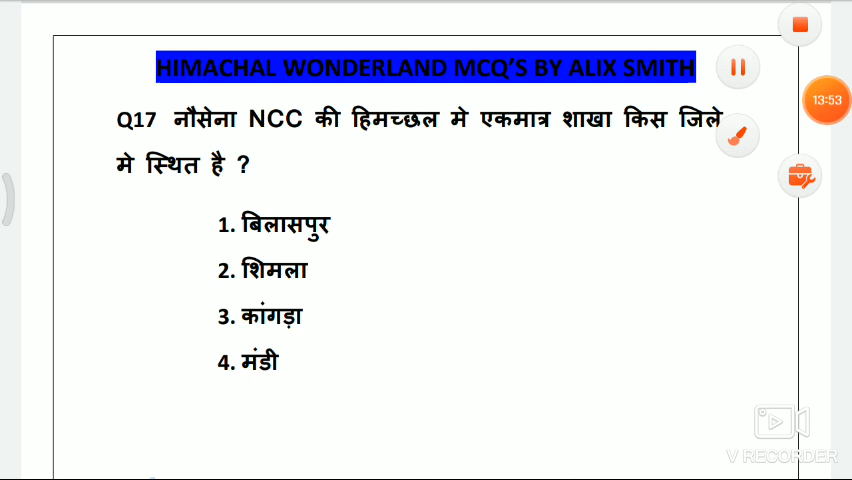 HIMACHAL WONDERLAND MCQ'S BY ALIX SMITH
13:53
Q17 नौसेना NCC की हिमच्छल मे एकमात्र शाखा किस जिले
मे स्थित है ?
1. बिलासपुर
2. शिमला
3. कांगड़ा
4. मंडी
V RECORDER